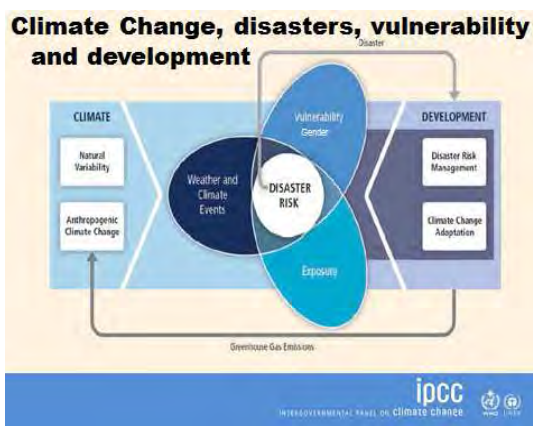 Climate Change, disasters, vulnerability
and development
Disaster
CLIMATE
Natural
Variability
Anthropogenic
Climate Change
Weather and
Climate
Events
Vulnerability
Gender
DISASTER
RISK
Exposure
DEVELOPMENT
Disaster Risk
Management
Climate Change
Adaptation
Greenhouse Gas Emissions
ipcc
INTERGOVERNMENTAL PANEL ON climate change
WMO UNEP